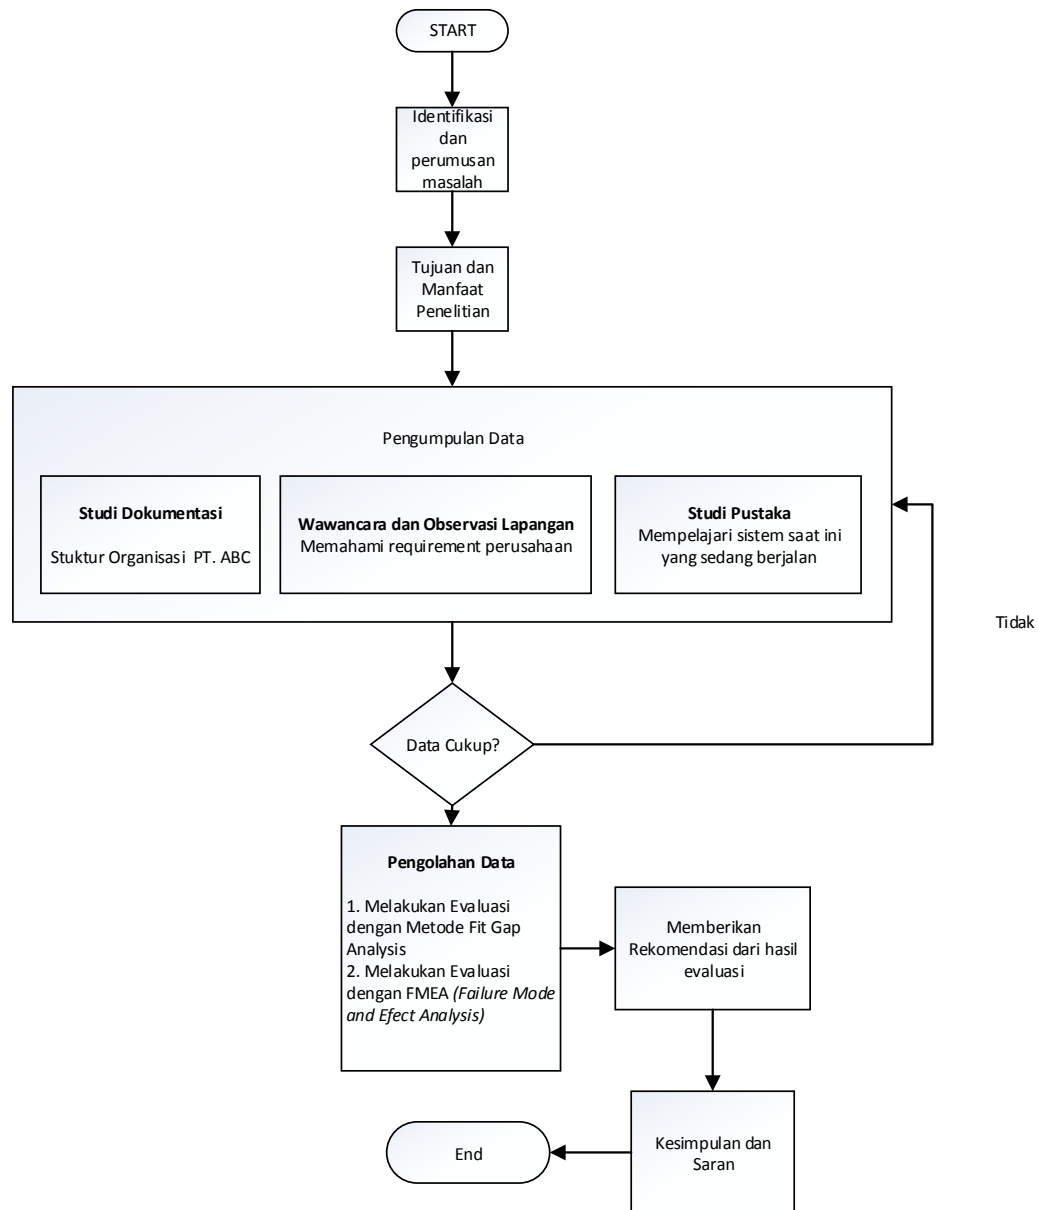 START
Identifikasi
dan
perumusan
masalah
Tujuan dan
Manfaat
Penelitian
Pengumpulan Data
Studi Dokumentasi
Stuktur Organisasi PT. ABC
Wawancara dan Observasi Lapangan
Memahami requirement perusahaan
Studi Pustaka
Mempelajari sistem saat ini
yang sedang berjalan
Tidak
Data Cukup?
Pengolahan Data
1. Melakukan Evaluasi
dengan Metode Fit Gap
Analysis
2. Melakukan Evaluasi
dengan FMEA (Failure Mode
and Efect Analysis)
Memberikan
Rekomendasi dari hasil
evaluasi
Kesimpulan dan
Saran
End